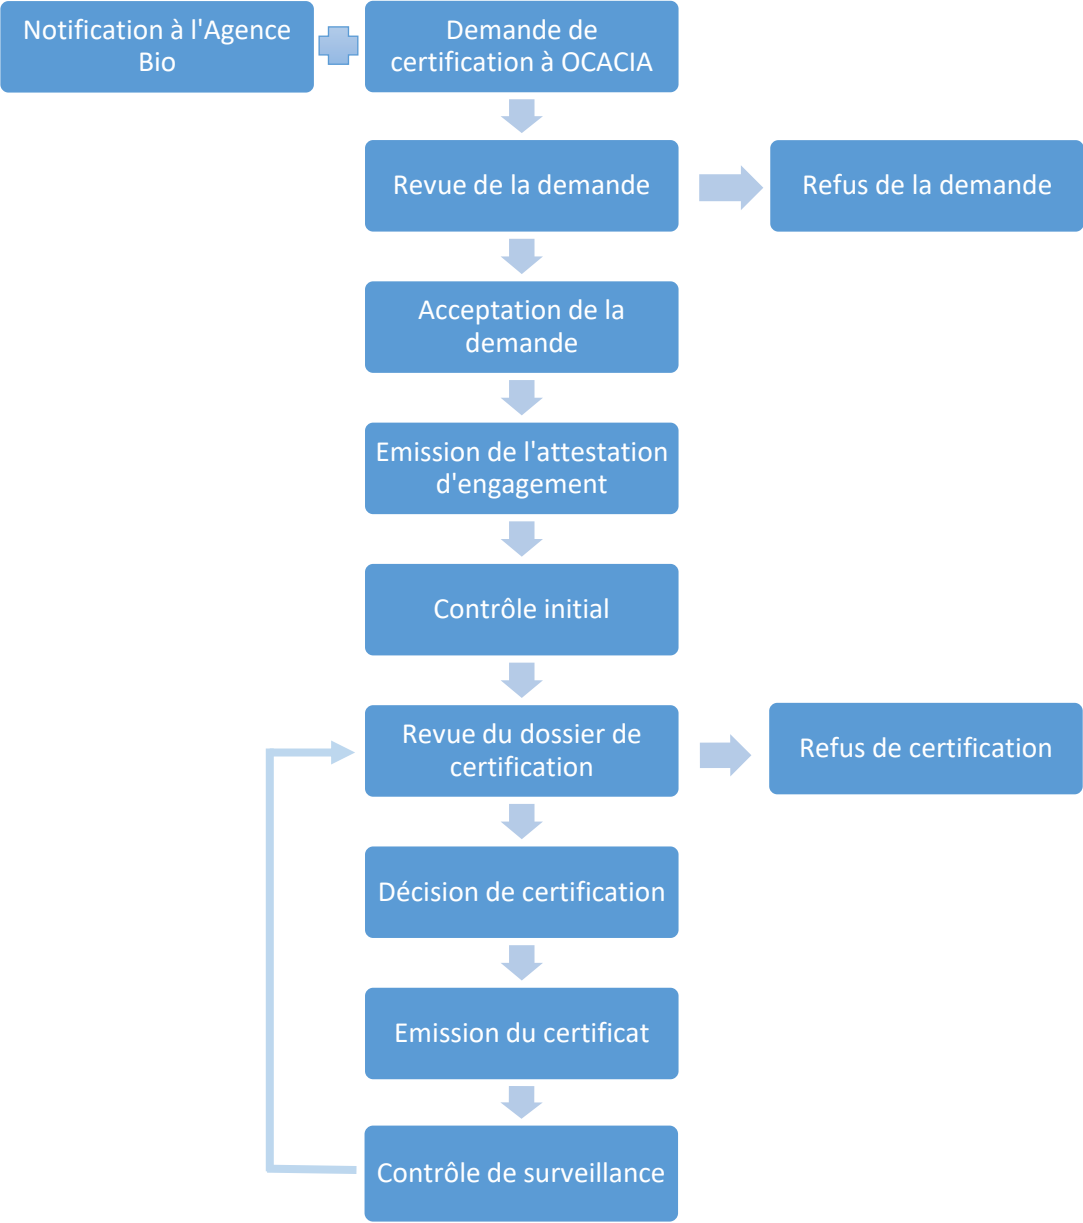 Notification à l'Agence
Bio
Demande de
certification à OCACIA
Revue de la demande
Refus de la demande
Acceptation de la
demande
Emission de l'attestation
d'engagement
Contrôle initial
Revue du dossier de
certification
Refus de certification
Décision de certification
Emission du certificat
Contrôle de surveillance